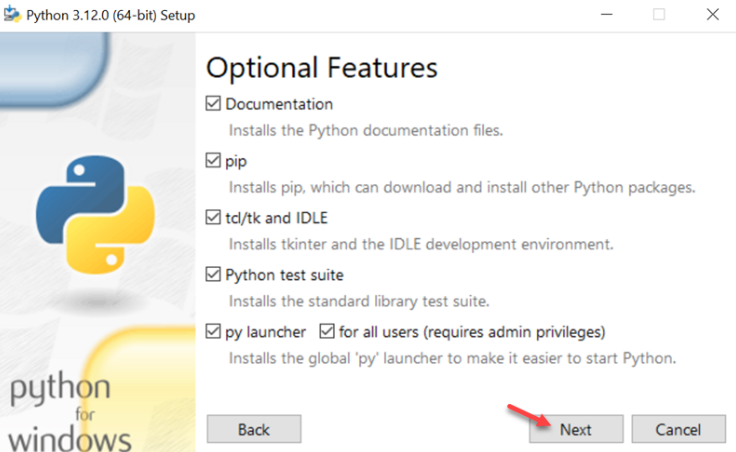 Python 3.12.0 (64-bit) Setup
Optional Features
Documentation
Installs the Python documentation files.
pip
Installs pip, which can download and install other Python packages.
tcl/tk and IDLE
Installs tkinter and the IDLE development environment.
Python test suite
Installs the standard library test suite.
py launcher for all users (requires admin privileges)
Installs the global 'py' launcher to make it easier to start Python.
python
for
windows
Back Next Cancel